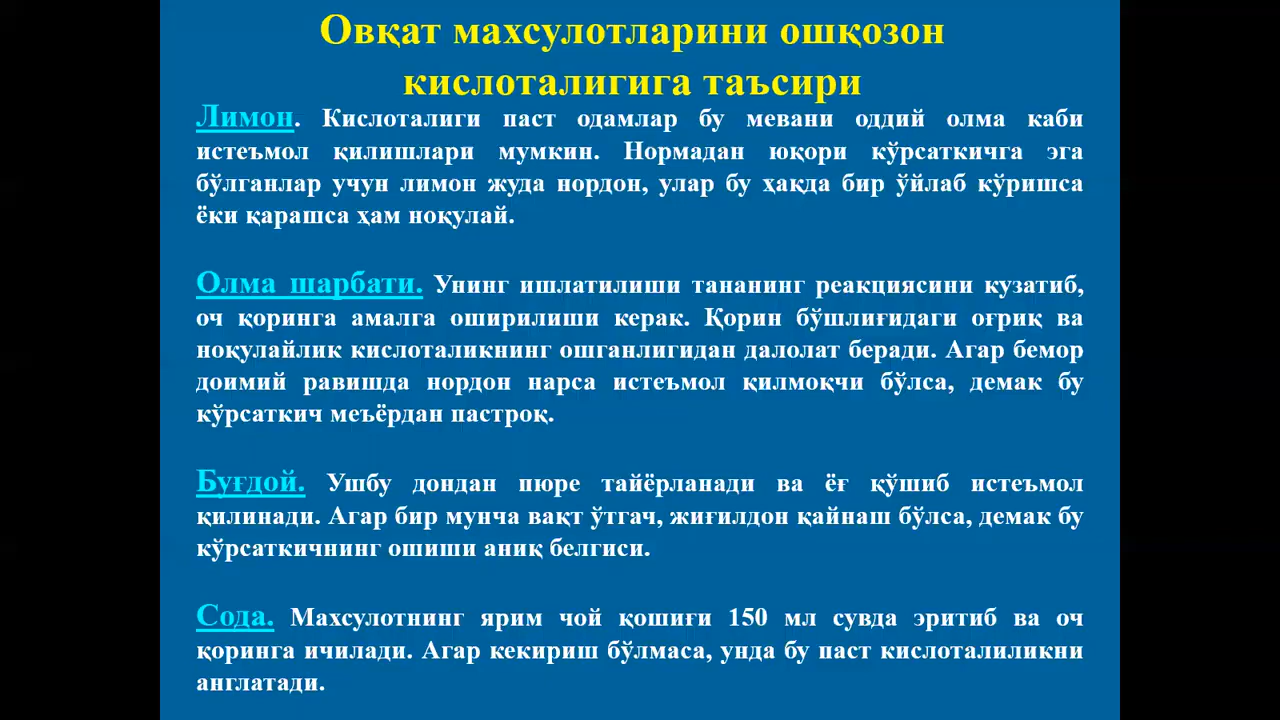 Овқат махсулотларини ошқозон
кислоталигига таъсири
Лимон. Кислоталиги паст одамлар бу мевани оддий олма каби
истеъмол қилишлари мумкин. Нормадан юқори кўрсаткичга эга
бўлганлар учун лимон жуда нордон, улар бу ҳақда бир ўйлаб кўришса
ёки қарашса ҳам ноқулай.
Олма шарбати. Унинг ишлатилиши тананинг реакциясини кузатиб,
оч қоринга амалга оширилиши керак. Қорин бўшлиғидаги оғриқ ва
ноқулайлик кислоталикнинг ошганлигидан далолат беради. Агар бемор
доимий равишда нордон нарса истеъмол қилмоқчи бўлса, демак бу
кўрсаткич меъёрдан пастроқ.
Буғдой. Ушбу дондан пюре тайёрланади ва ёғ қўшиб истеъмол
қилинади. Агар бир мунча вақт ўтгач, жиғилдон қайнаш бўлса, демак бу
кўрсаткичнинг ошиши аниқ белгиси.
Сода. Махсулотнинг ярим чой қошиғи 150 мл сувда эритиб ва оч
қоринга ичилади. Агар кекириш бўлмаса, унда бу паст кислоталиликни
англатади.